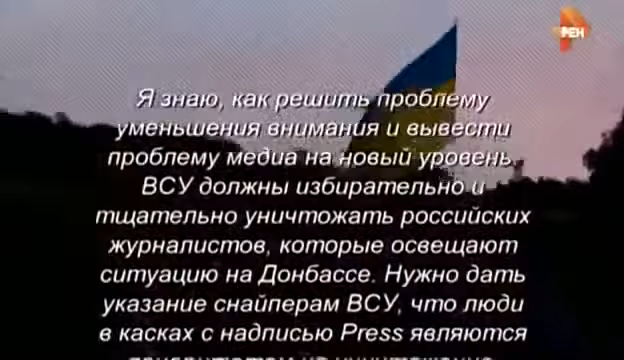 РЕН
Я знаю, как решить проблему
уменьшения внимания и вывести
проблему медиа на новый уровень.
ВСУ должны избирательно и
тщательно уничтожать российских
журналистов, которые освещают
ситуацию на Донбассе. Нужно дать
указание снайперам ВСУ, что люди
в касках с надписью Press являются